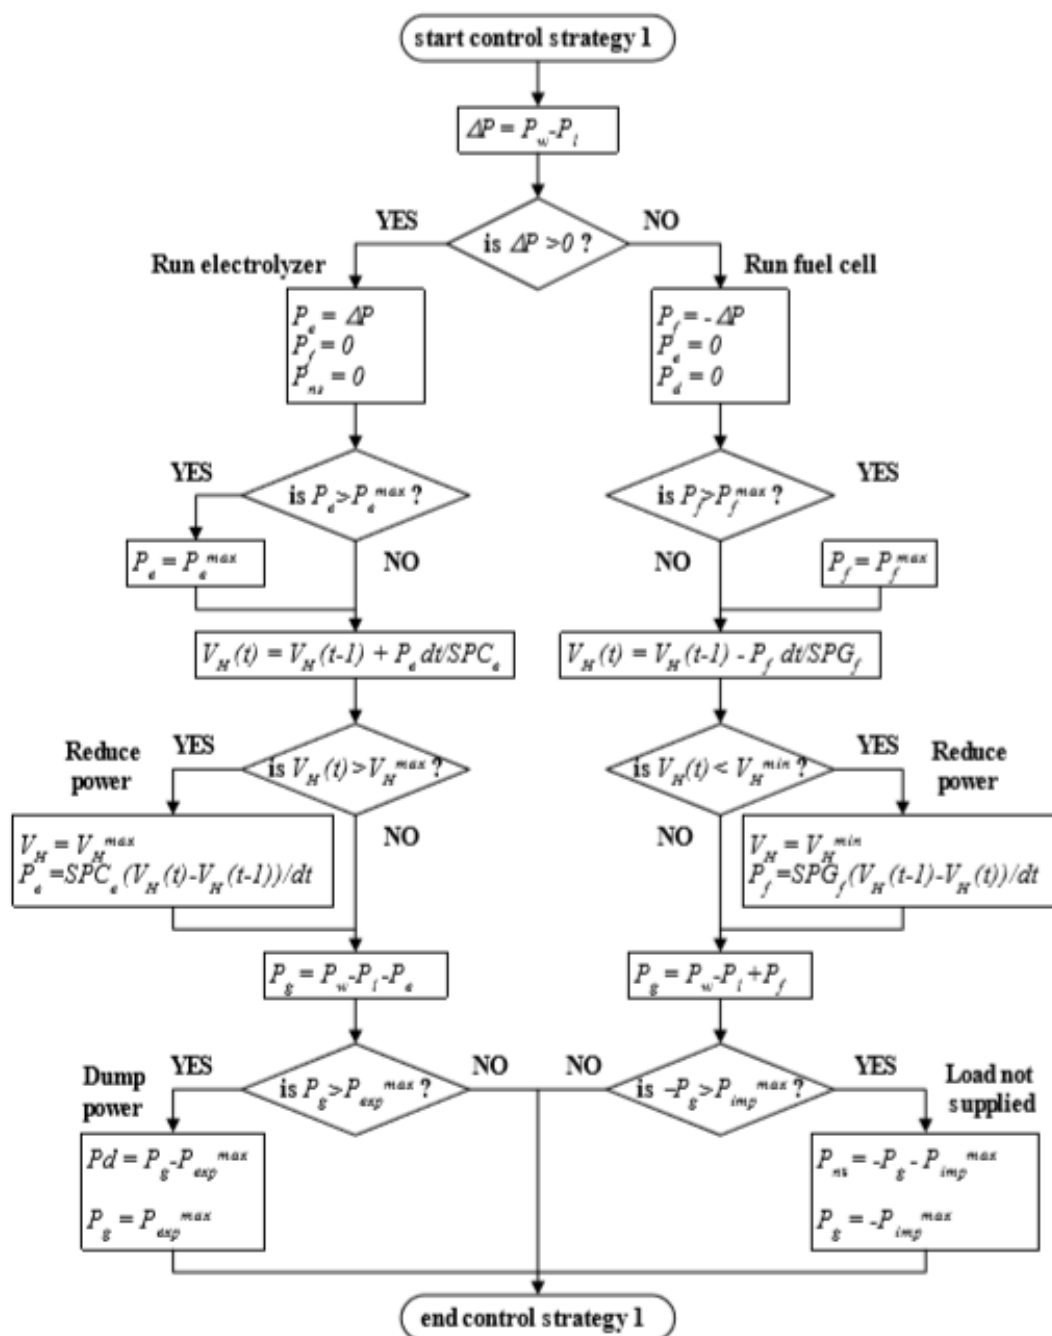 start control strategy 1
ΔP = P_w-P_l
YES
NO
is ΔP >0 ?
Run electrolyzer
Run fuel cell
P_e = ΔP
P_f = 0
P_ns = 0
P_f = - ΔP
P_e = 0
P_d = 0
YES
is P_e>P_e^max ?
is P_f>P_f^max ?
YES
P_e = P_e^max
NO
NO
P_f = P_f^max
V_H(t) = V_H(t-1) + P_e dt/SPC_e
V_H(t) = V_H(t-1) - P_f dt/SPG_f
Reduce
power
YES
is V_H(t)>V_H^max ?
is V_H(t) < V_H^min ?
YES
Reduce
power
NO
NO
V_H = V_H^max
P_e =SPC_e (V_H(t)-V_H(t-1))/dt
V_H = V_H^min
P_f =SPG_f(V_H(t-1)-V_H(t))/dt
P_g = P_w-P_l-P_e
P_g = P_w-P_l +P_f
Dump
power
YES
is P_g>P_exp^max ?
NO
NO
is -P_g>P_imp^max ?
YES
Load not
supplied
Pd = P_g-P_exp^max
P_g = P_exp^max
P_ns = -P_g - P_imp^max
P_g = -P_imp^max
end control strategy 1